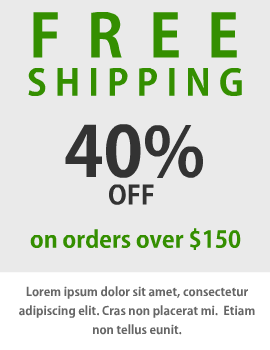 FREE
SHIPPING
40%
OFF
on orders over $150
Lorem ipsum dolor sit amet, consectetur
adipiscing elit. Cras non placerat mi.  Etiam
non tellus eunit.